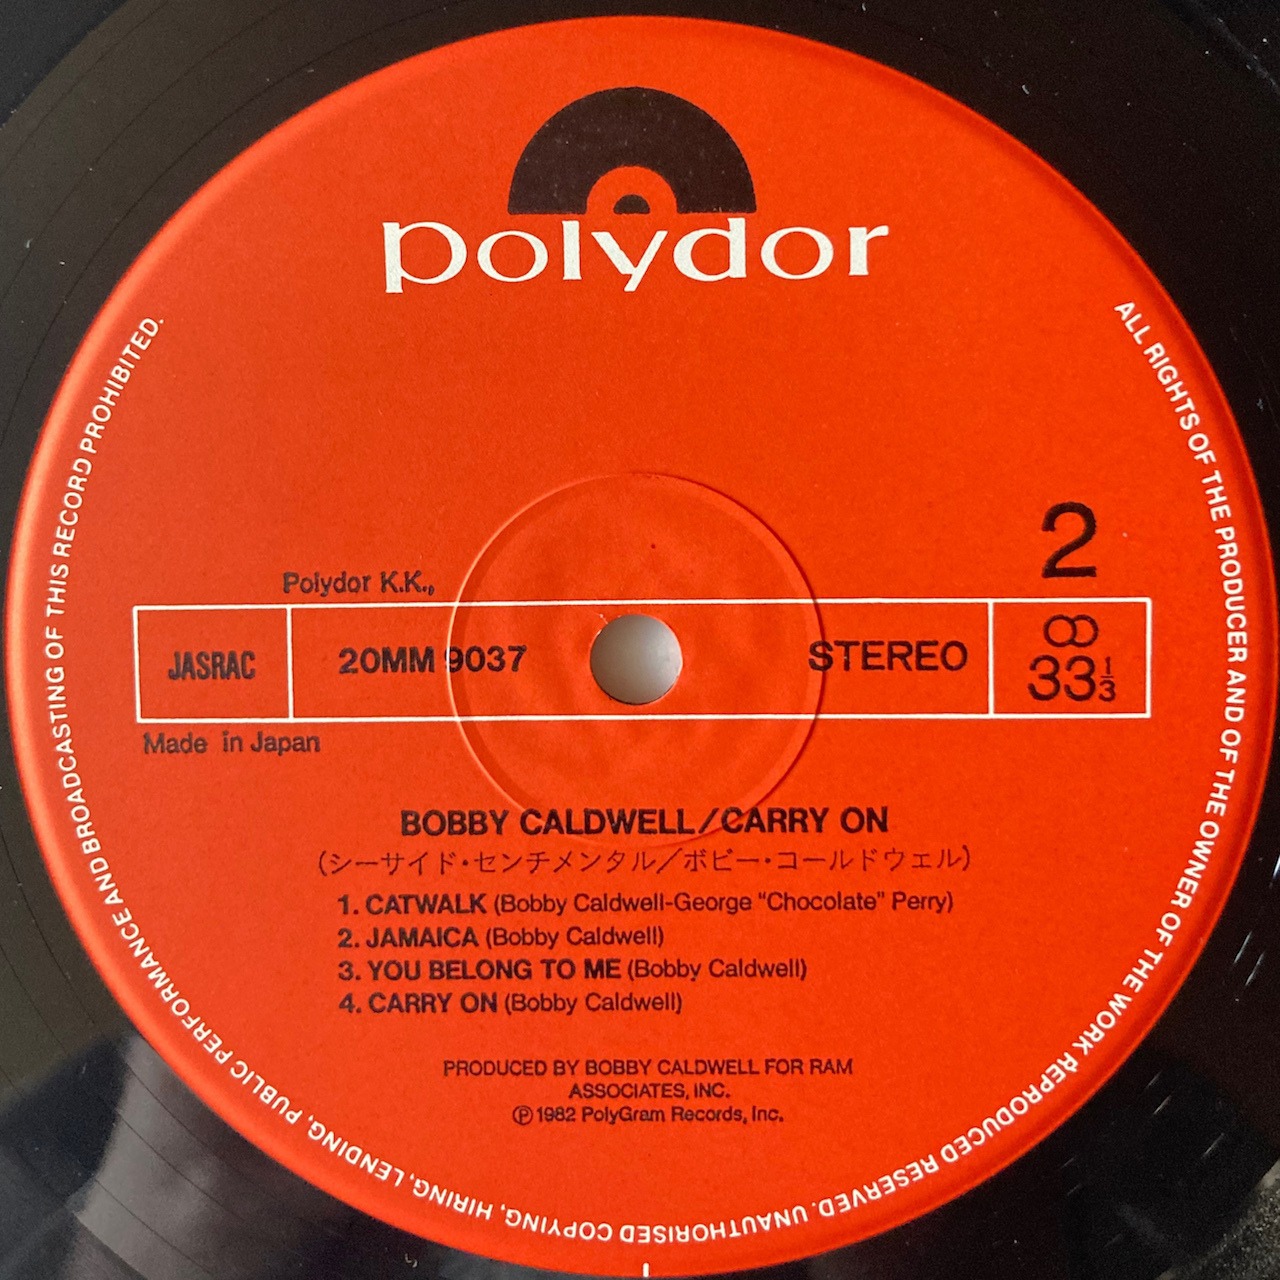 polydor
2
Polydor K.K.,
JASRAC 20MM 9037 STEREO 33 1/3
Made in Japan
BOBBY CALDWELL/CARRY ON
(シーサイド・センチメンタル/ボビー・コールドウェル)
1. CATWALK (Bobby Caldwell-George “Chocolate” Perry)
2. JAMAICA (Bobby Caldwell)
3. YOU BELONG TO ME (Bobby Caldwell)
4. CARRY ON (Bobby Caldwell)
PRODUCED BY BOBBY CALDWELL FOR RAM
ASSOCIATES, INC.
℗ 1982 PolyGram Records, Inc.
ALL RIGHTS OF THE PRODUCER AND OF THE OWNER OF THE WORK REPRODUCED RESERVED. UNAUTHORISED COPYING, HIRING, LENDING, PUBLIC PERFORMANCE AND BROADCASTING OF THIS RECORD PROHIBITED.